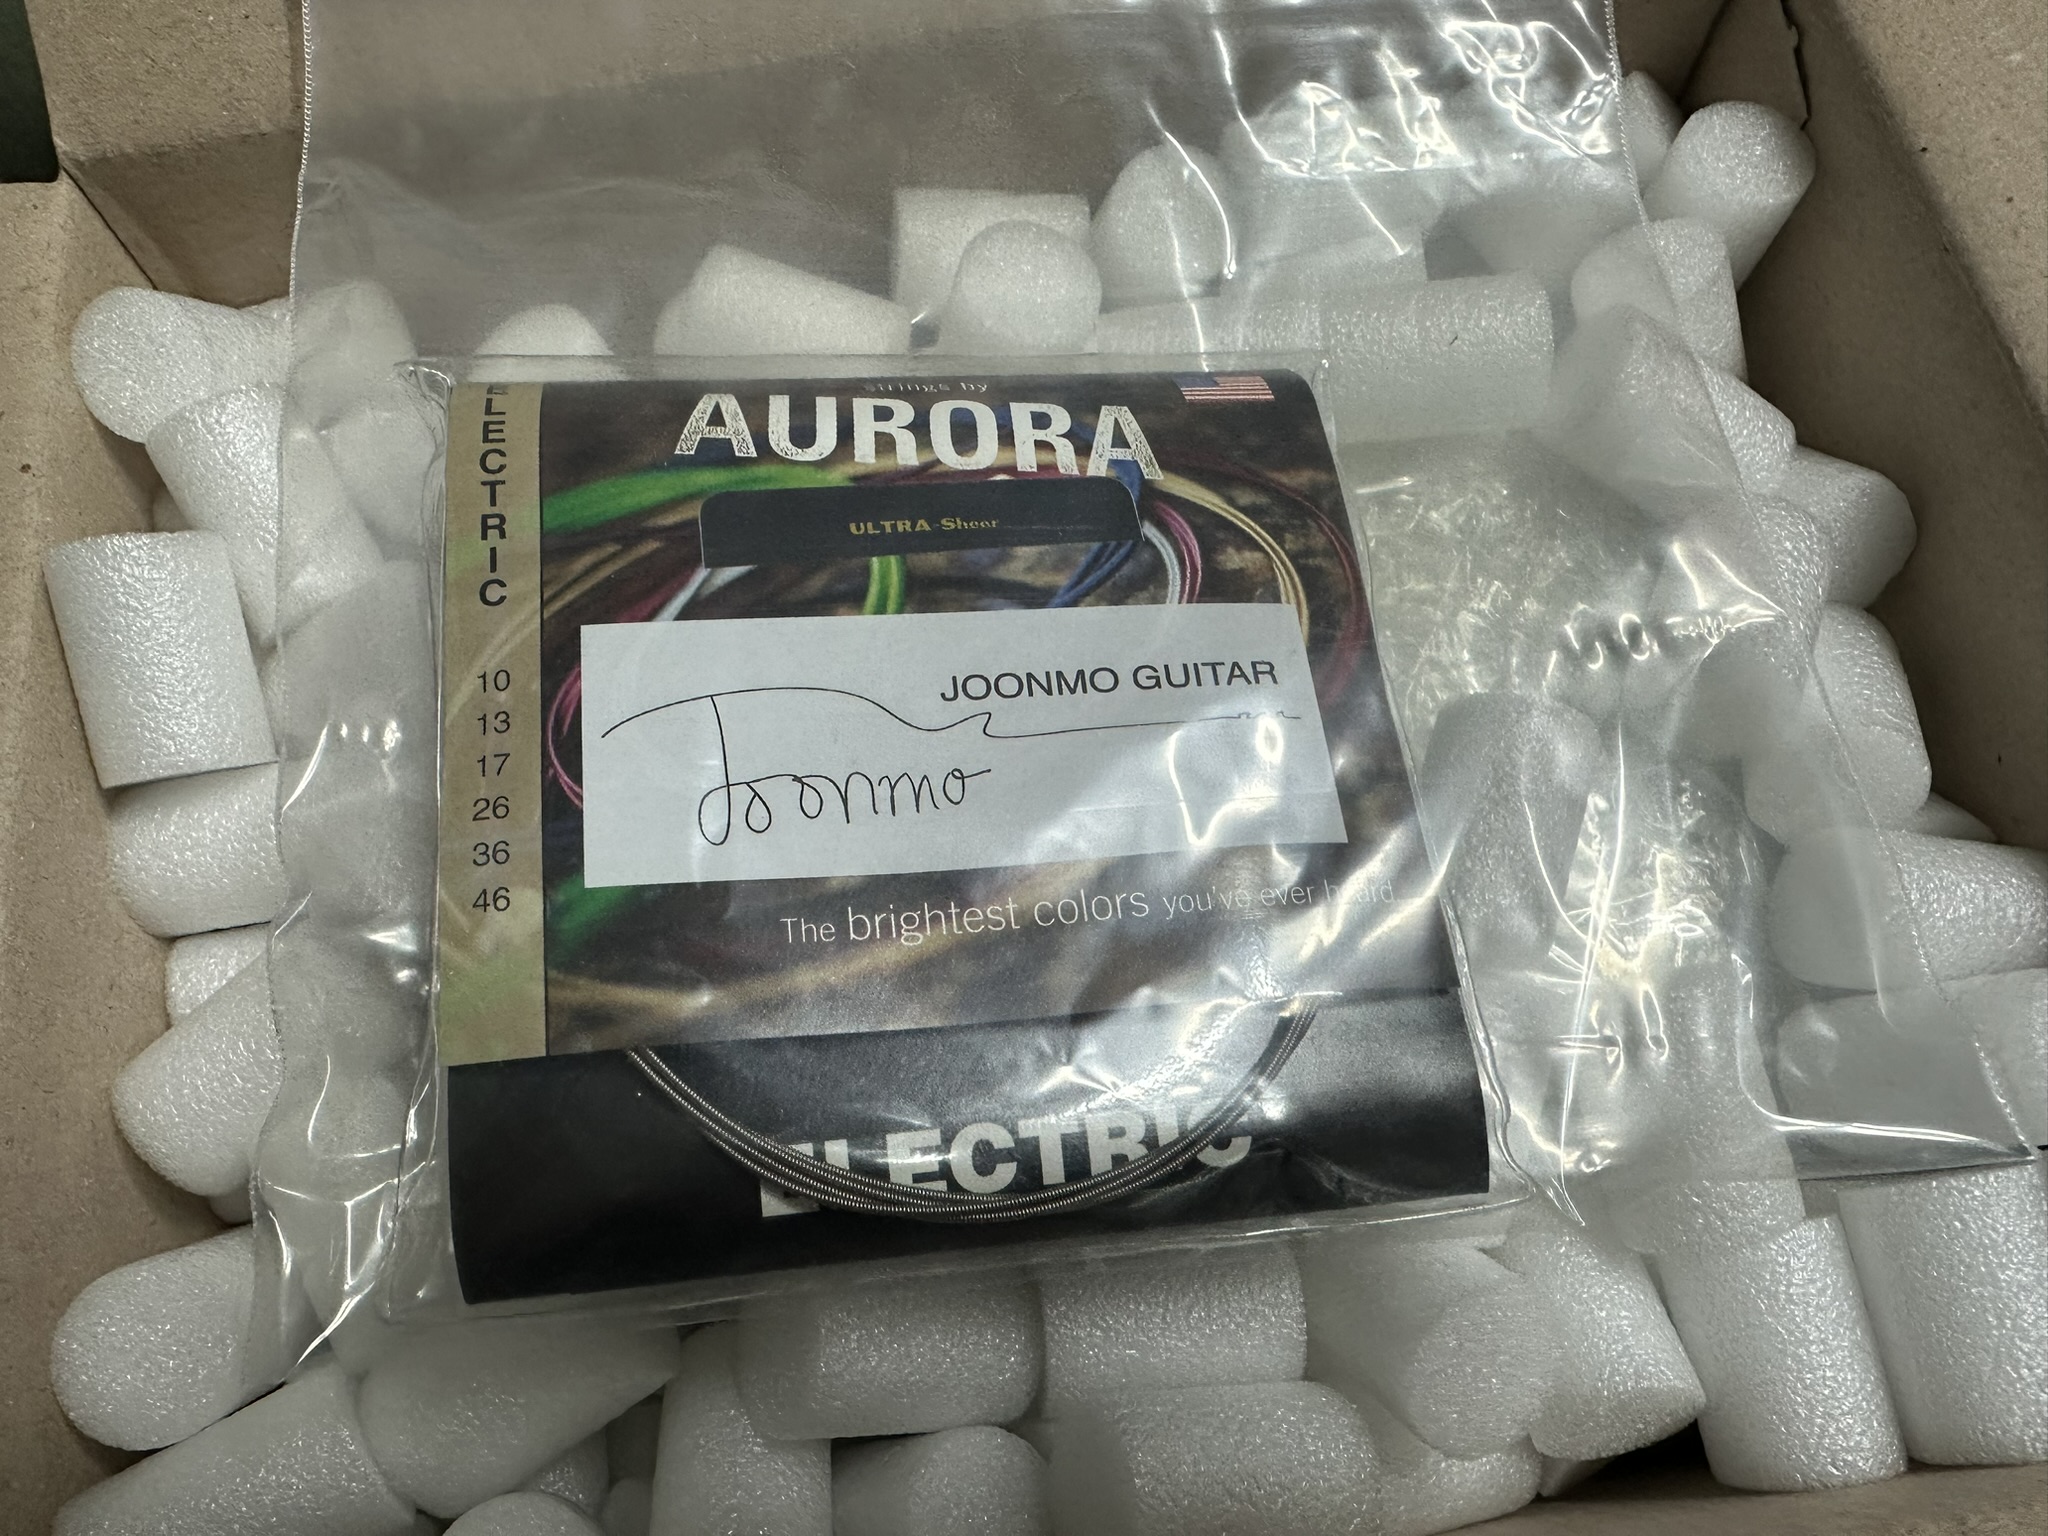 strings by
AURORA
ULTRA-Sheer
ELECTRIC
10
13
17
26
36
46
JOONMO GUITAR
Joonmo
The brightest colors you've ever heard
ELECTRIC